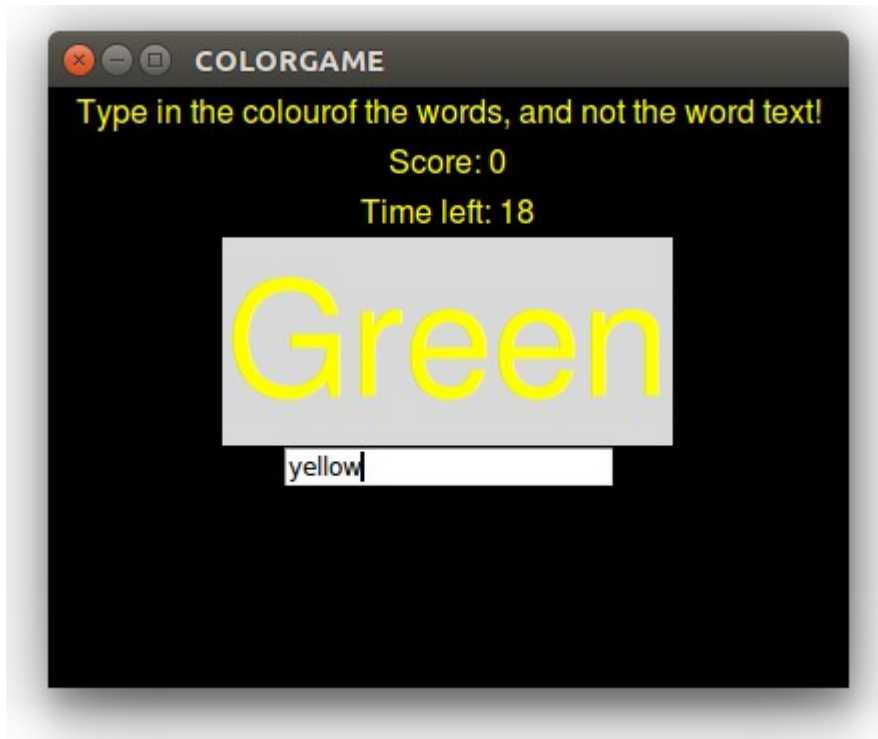 COLORGAME
Type in the colourof the words, and not the word text!
Score: 0
Time left: 18
Green
yellow